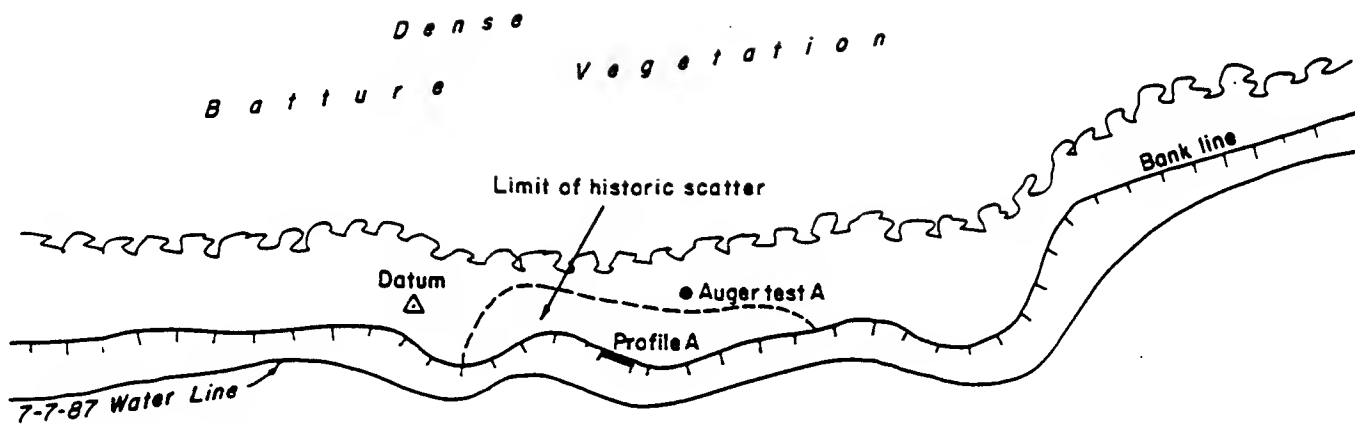 Dense
Batture Vegetation
Bank line
Limit of historic scatter
Datum
Auger test A
Profile A
7-7-87 Water Line